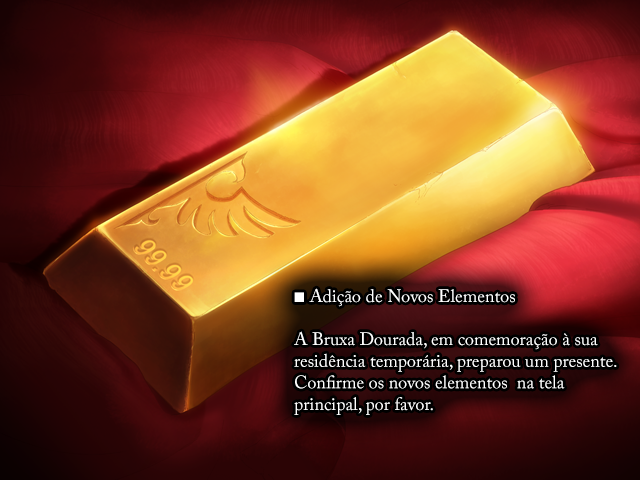 99.99
■ Adição de Novos Elementos
A Bruxa Dourada, em comemoração à sua
residência temporária, preparou um presente.
Confirme os novos elementos  na tela
principal, por favor.